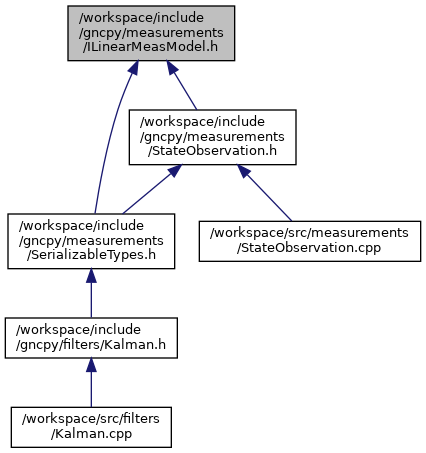 /workspace/include
/gncpy/measurements
/ILinearMeasModel.h
/workspace/include
/gncpy/measurements
/StateObservation.h
/workspace/include
/gncpy/measurements
/SerializableTypes.h
/workspace/src/measurements
/StateObservation.cpp
/workspace/include
/gncpy/filters/Kalman.h
/workspace/src/filters
/Kalman.cpp